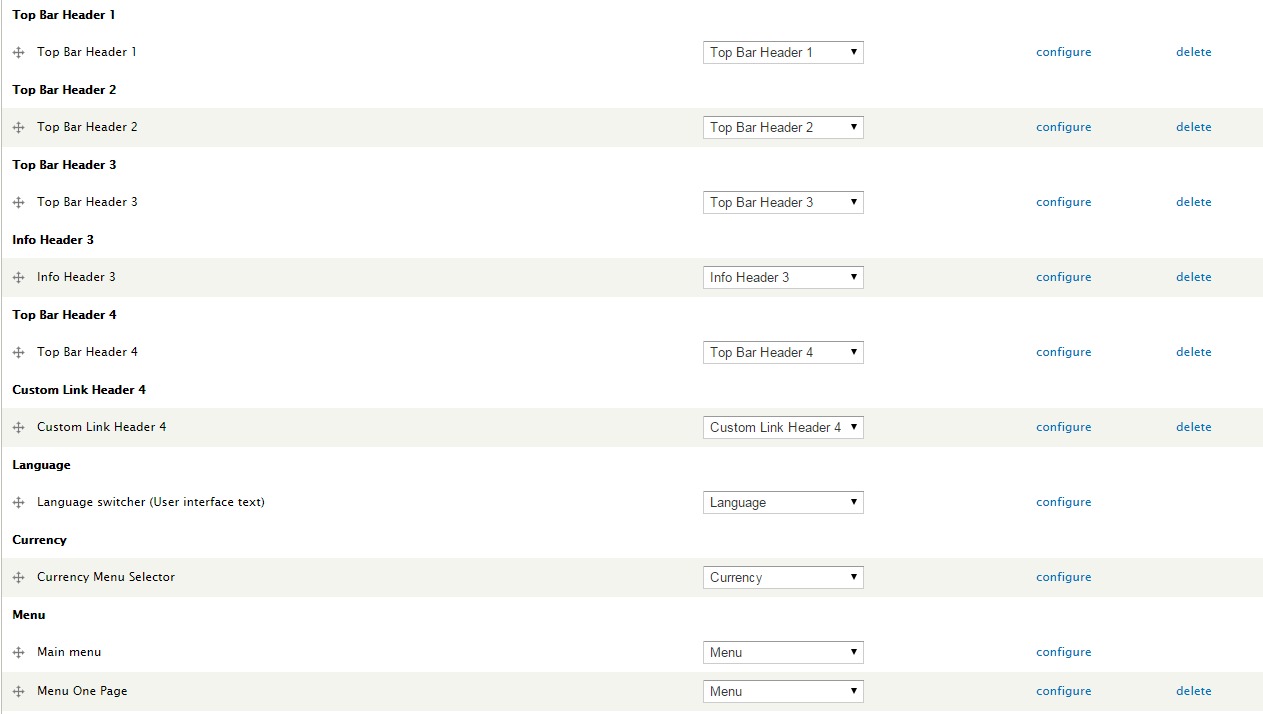 Top Bar Header 1
Top Bar Header 1 Top Bar Header 1 configure delete
Top Bar Header 2
Top Bar Header 2 Top Bar Header 2 configure delete
Top Bar Header 3
Top Bar Header 3 Top Bar Header 3 configure delete
Info Header 3
Info Header 3 Info Header 3 configure delete
Top Bar Header 4
Top Bar Header 4 Top Bar Header 4 configure delete
Custom Link Header 4
Custom Link Header 4 Custom Link Header 4 configure delete
Language
Language switcher (User interface text) Language configure
Currency
Currency Menu Selector Currency configure
Menu
Main menu Menu configure
Menu One Page Menu configure delete